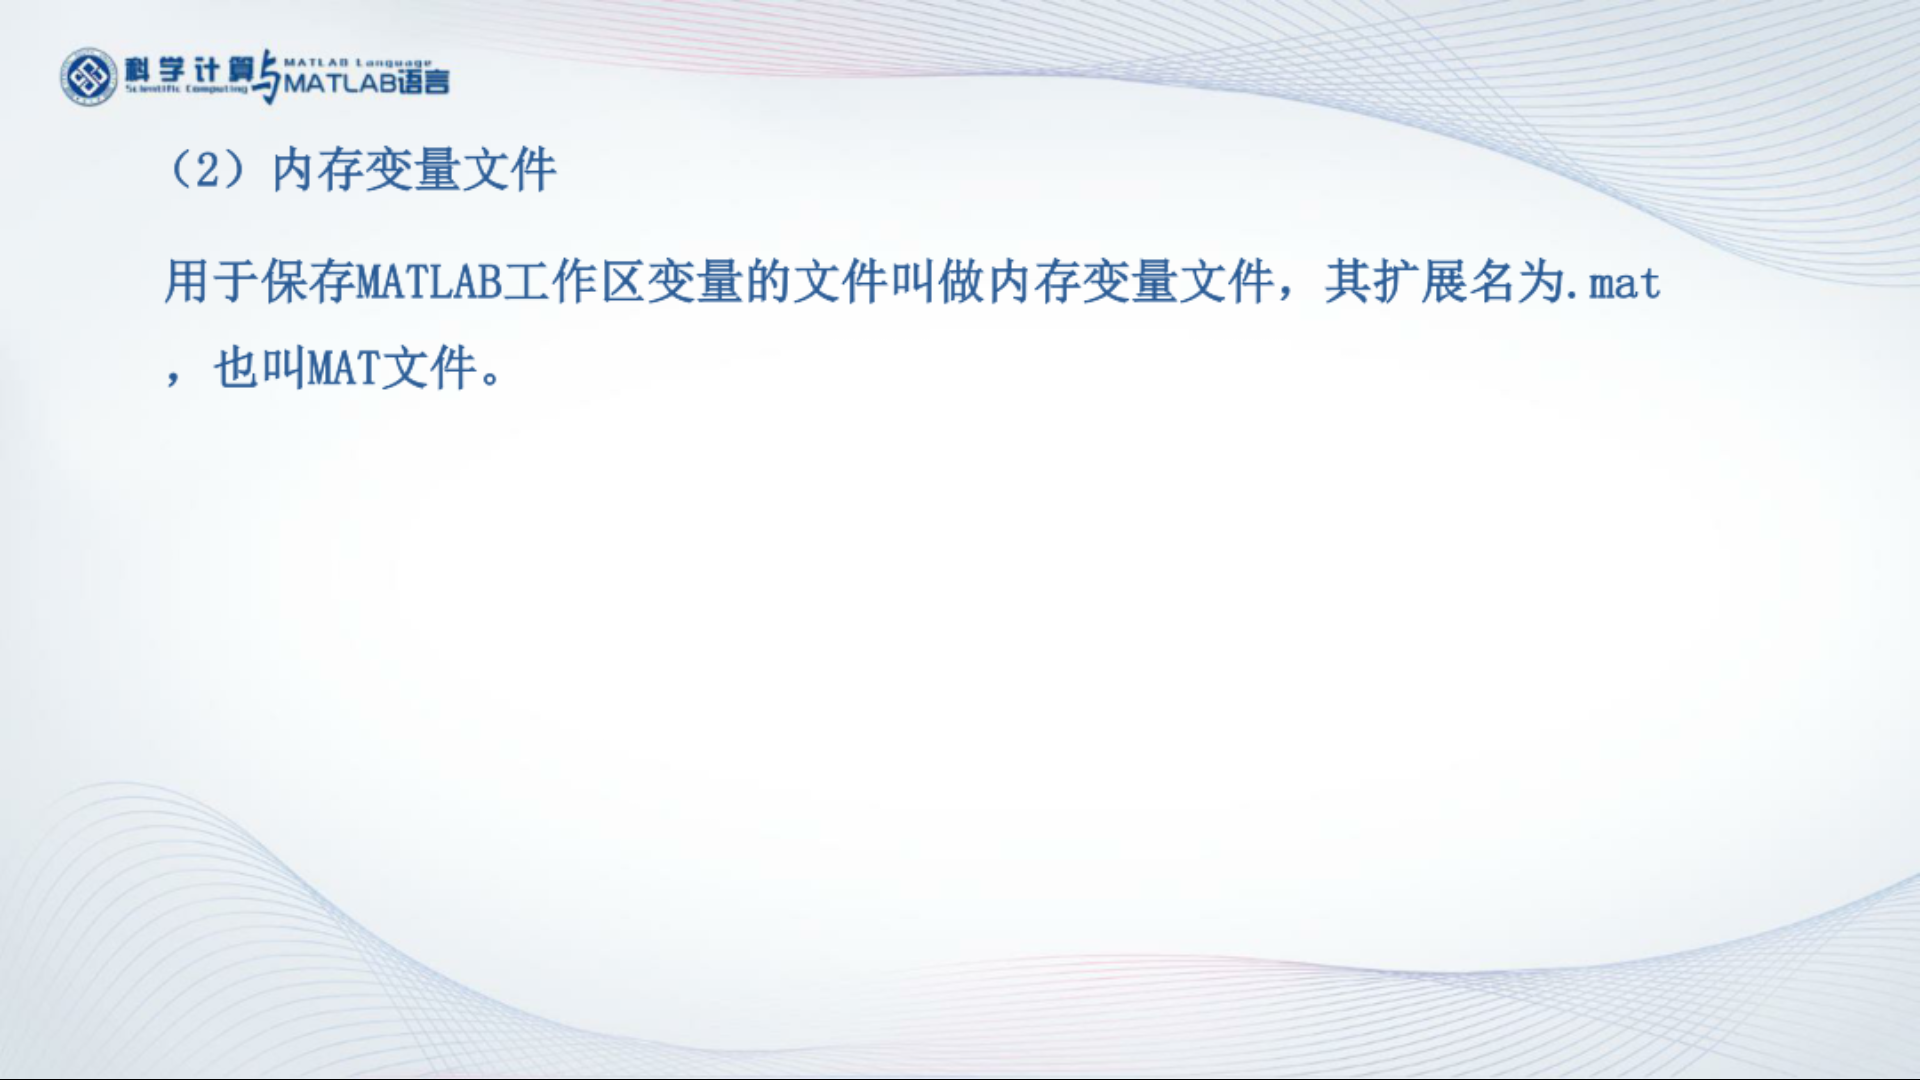 科学计算与MATLAB语言
Scientific Computing MATLAB Language
（2）内存变量文件
用于保存MATLAB工作区变量的文件叫做内存变量文件，其扩展名为.mat
，也叫MAT文件。